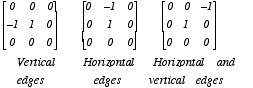 0 0 0 0 -1 0 0 0 -1
-1 1 0 0 1 0 0 1 0
0 0 0 0 0 0 0 0 0
Vertical Horizontal Horizontal and
edges edges vertical edges